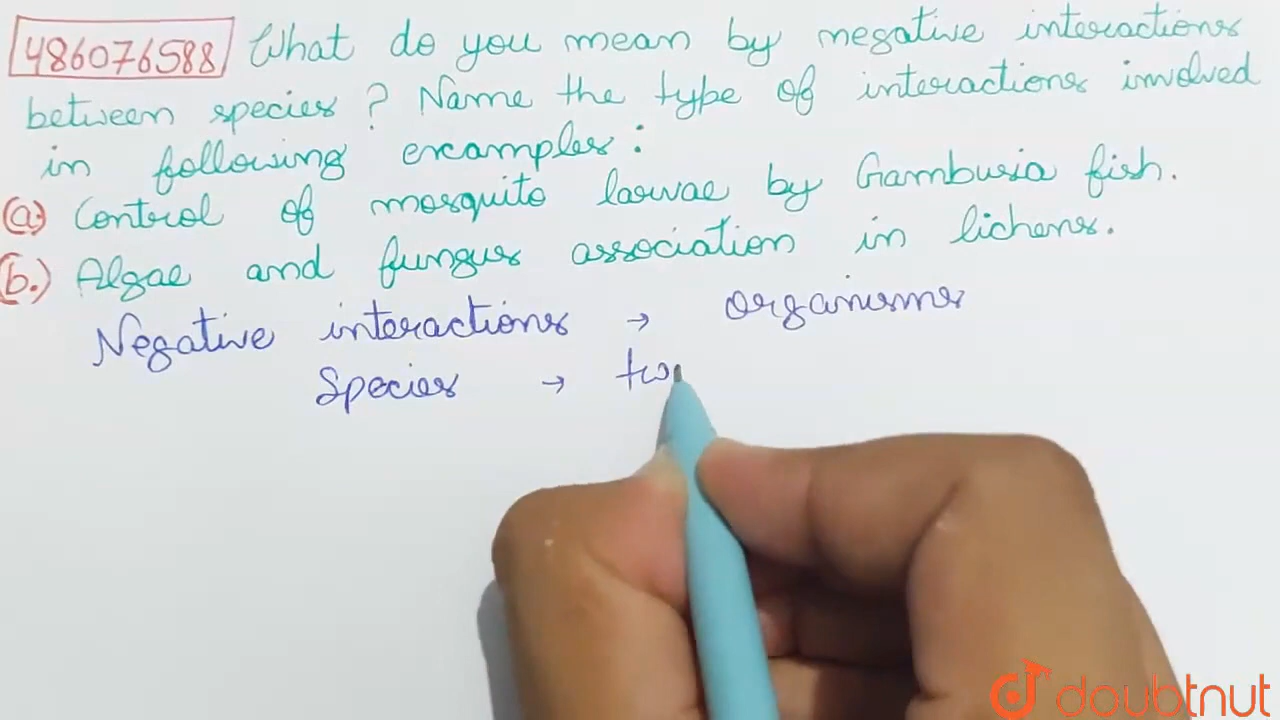 486076588 What do you mean by negative interactions
between species? Name the type of interactions involved
in following examples:
(a.) Control of mosquito larvae by Gambusia fish.
(b.) Algae and fungus association in lichens.
Negative interactions → organisms
Species → two
doubtnut